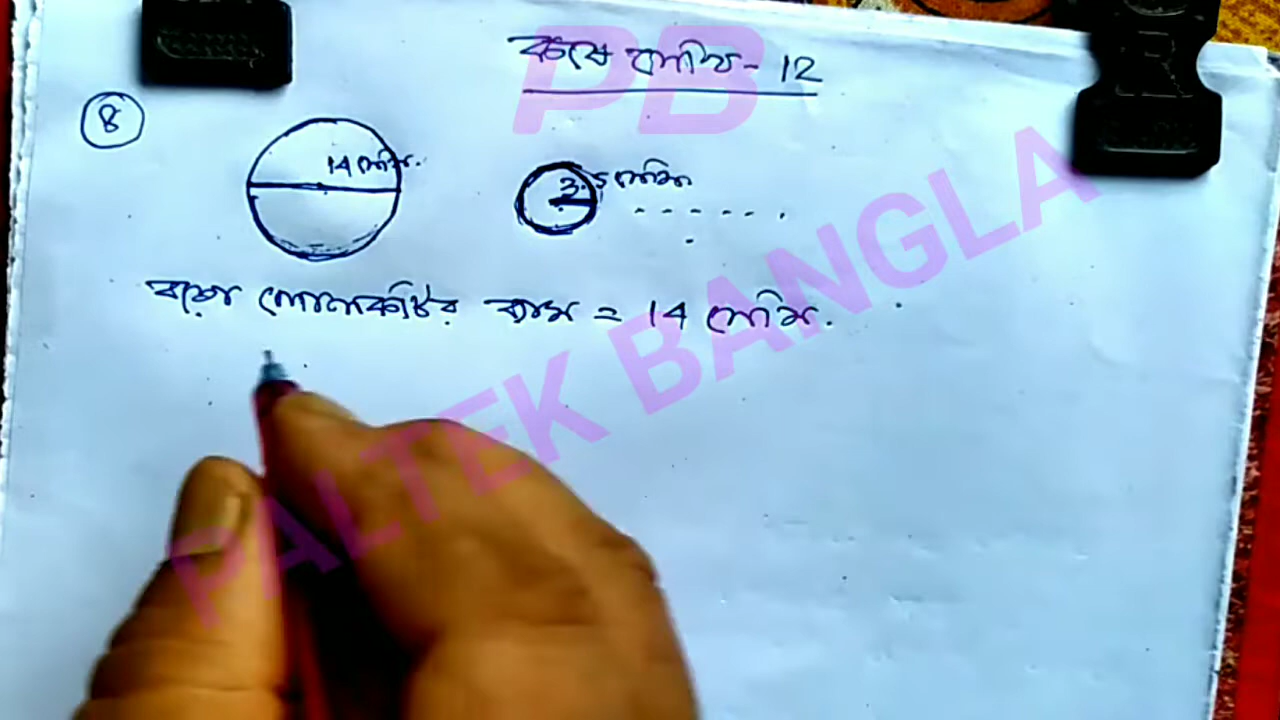 কষে দেখি - 12
PB
8
14 সেমি.
3.5 সেমি
. . . . . .
বড়ো গোলকটির ব্যাস = 14 সেমি.
PALTEK BANGLA